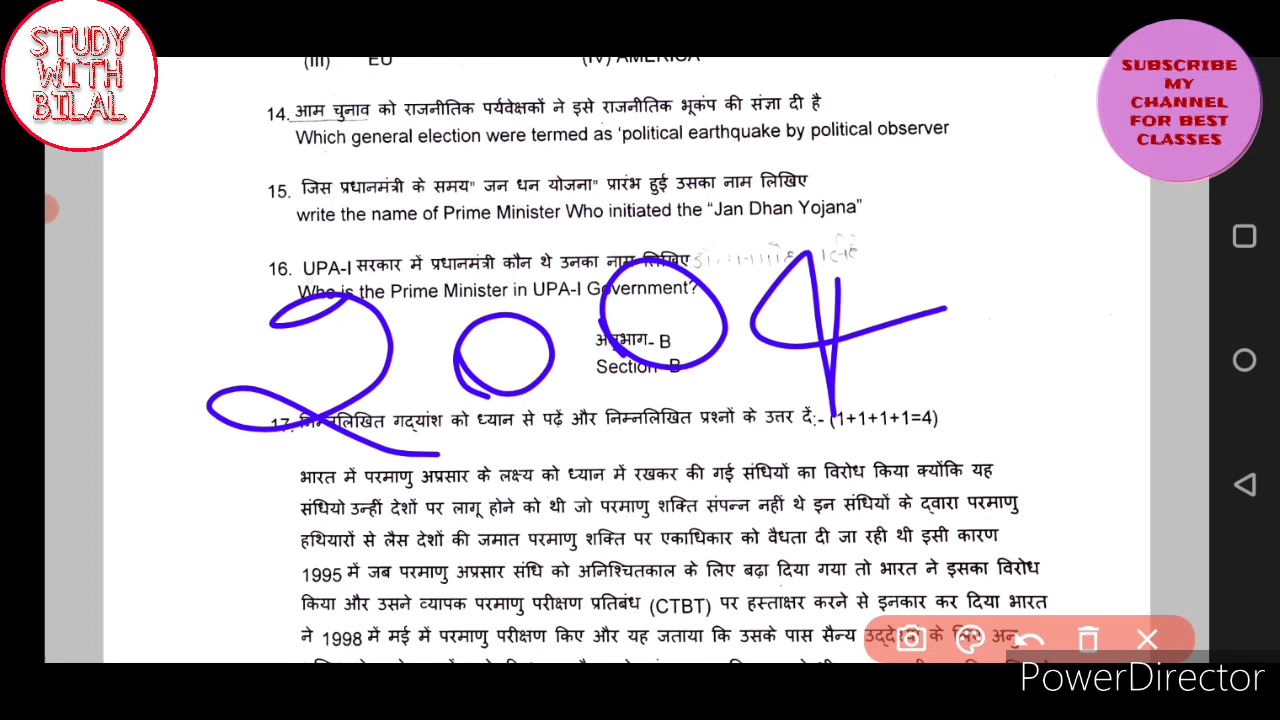 STUDY
WITH
BILAL
SUBSCRIBE
MY
CHANNEL
FOR BEST
CLASSES
(III) EU (IV) AMERICA
14. आम चुनाव को राजनीतिक पर्यवेक्षकों ने इसे राजनीतिक भूकंप की संज्ञा दी है
Which general election were termed as 'political earthquake by political observer
15. जिस प्रधानमंत्री के समय" जन धन योजना" प्रारंभ हुई उसका नाम लिखिए
write the name of Prime Minister Who initiated the "Jan Dhan Yojana"
16. UPA-I सरकार में प्रधानमंत्री कौन थे उनका नाम लिखिए
Who is the Prime Minister in UPA-I Government?
2004
अनुभाग- B
Section - B
17. निम्नलिखित गद्यांश को ध्यान से पढ़ें और निम्नलिखित प्रश्नों के उत्तर दें:- (1+1+1+1=4)
भारत में परमाणु अप्रसार के लक्ष्य को ध्यान में रखकर की गई संधियों का विरोध किया क्योंकि यह
संधियो उन्हीं देशों पर लागू होने को थी जो परमाणु शक्ति संपन्न नहीं थे इन संधियों के द्वारा परमाणु
हथियारों से लैस देशों की जमात परमाणु शक्ति पर एकाधिकार को वैधता दी जा रही थी इसी कारण
1995 में जब परमाणु अप्रसार संधि को अनिश्चितकाल के लिए बढ़ा दिया गया तो भारत ने इसका विरोध
किया और उसने व्यापक परमाणु परीक्षण प्रतिबंध (CTBT) पर हस्ताक्षर करने से इनकार कर दिया भारत
ने 1998 में मई में परमाणु परीक्षण किए और यह जताया कि उसके पास सैन्य उद्देश्यों के लिए अणु
PowerDirector